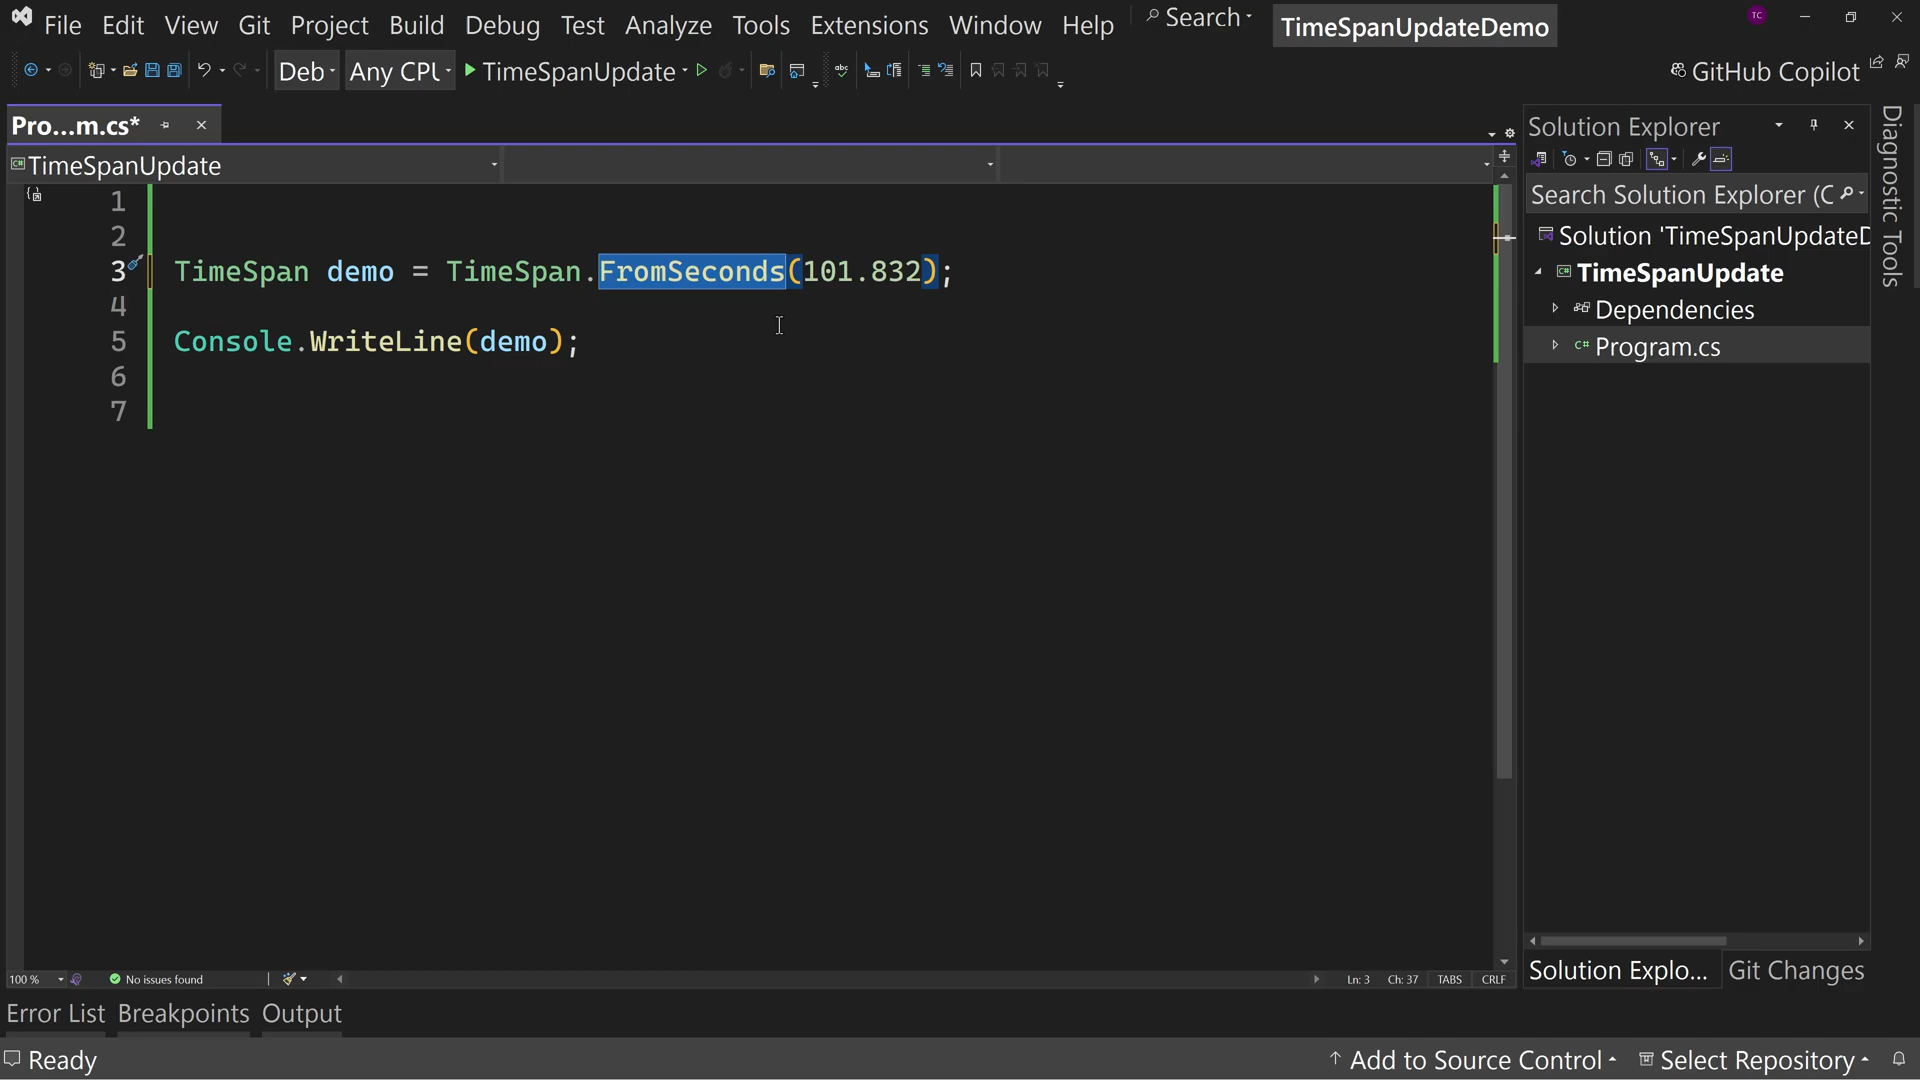 File Edit View Git Project Build Debug Test Analyze Tools Extensions Window Help Search TimeSpanUpdateDemo TC
Deb Any CPU TimeSpanUpdate GitHub Copilot
Pro...m.cs*
TimeSpanUpdate
1
2
3 TimeSpan demo = TimeSpan.FromSeconds(101.832);
4
5 Console.WriteLine(demo);
6
7
100 % No issues found Ln: 3 Ch: 37 TABS CRLF
Error List Breakpoints Output
Ready Add to Source Control Select Repository
Solution Explorer
Search Solution Explorer (C
Solution 'TimeSpanUpdateD
TimeSpanUpdate
Dependencies
C# Program.cs
Solution Explo... Git Changes
Diagnostic Tools